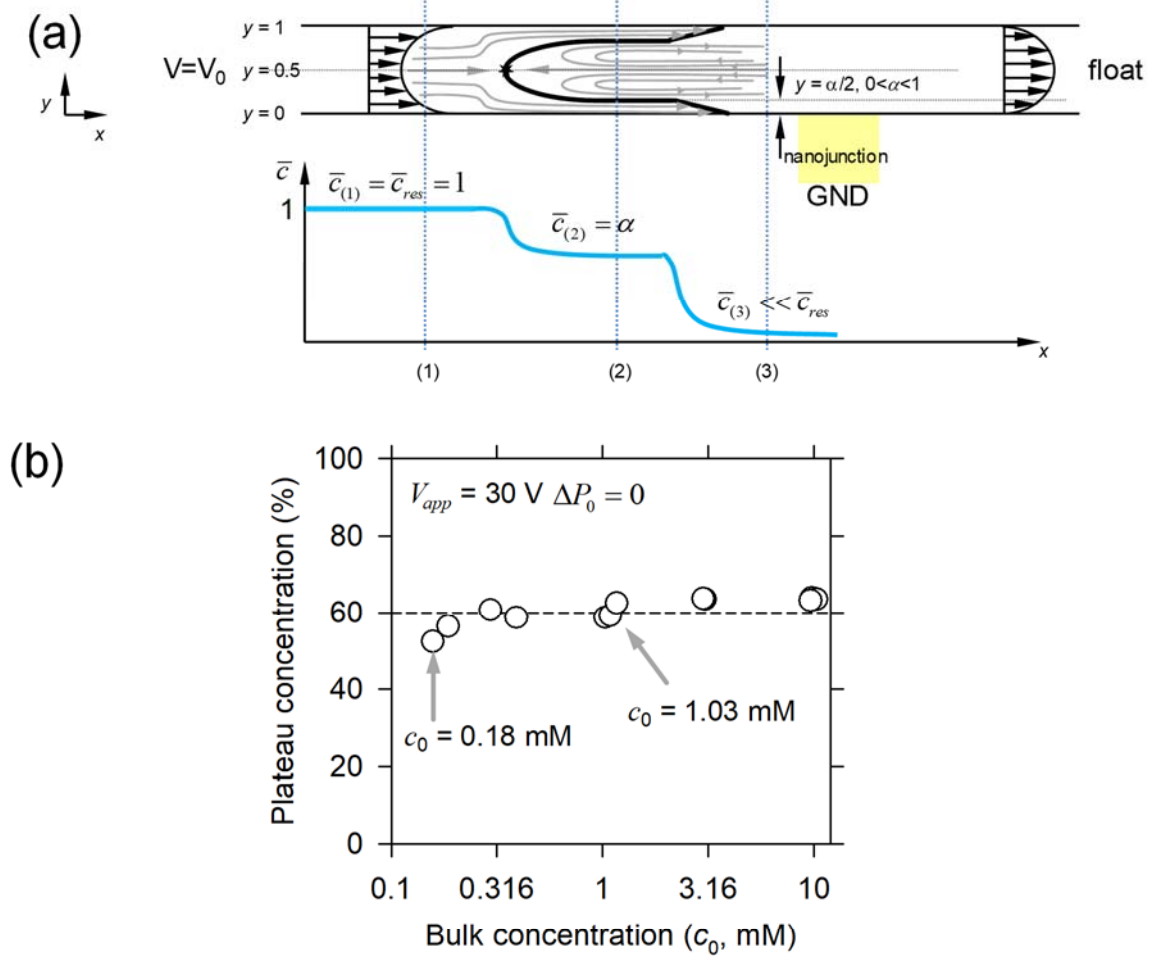 (a)
y = 1
V=V₀
y = 0.5
y = α/2, 0<α<1
float
y
x
y = 0
nanojunction
GND
c̅
c̅₍₁₎ = c̅res = 1
1
c̅₍₂₎ = α
c̅₍₃₎ << c̅res
x
(1)
(2)
(3)
(b)
100
Vapp = 30 V ΔP₀ = 0
80
60
40
20
0
Plateau concentration (%)
c₀ = 1.03 mM
c₀ = 0.18 mM
0.1
0.316
1
3.16
10
Bulk concentration (c₀, mM)